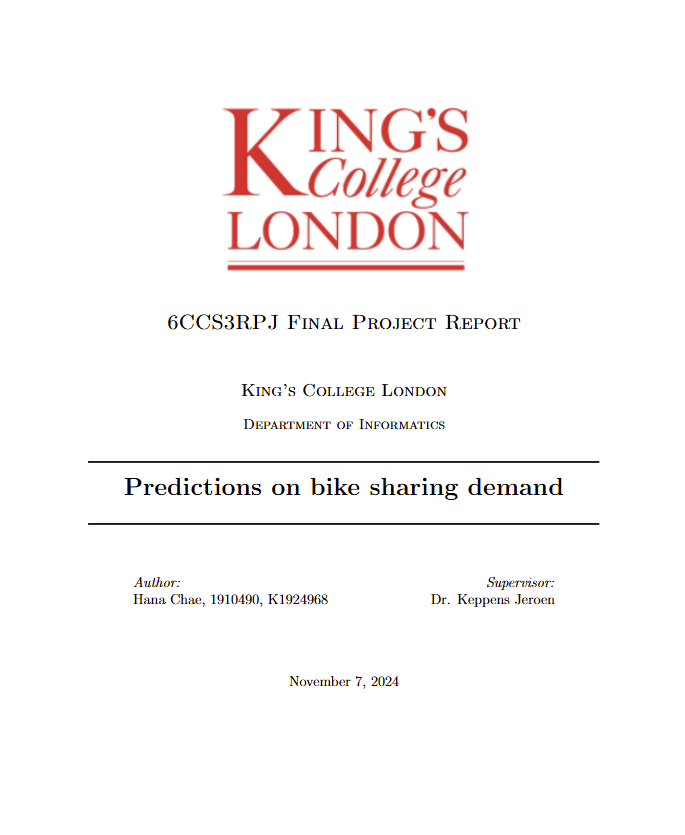 KING'S
College
LONDON
6CCS3RPJ Final Project Report
King's College London
Department of Informatics
Predictions on bike sharing demand
Author:
Supervisor:
Hana Chae, 1910490, K1924968
Dr. Keppens Jeroen
November 7, 2024